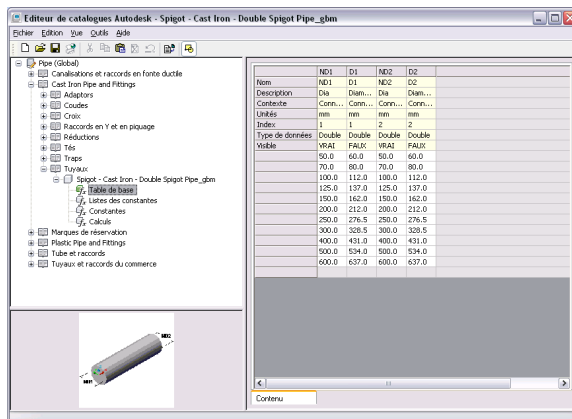 Editeur de catalogues Autodesk - Spigot - Cast Iron - Double Spigot Pipe_gbm
Fichier Edition Vue Outils Aide
Pipe (Global)
Canalisations et raccords en fonte ductile
Cast Iron Pipe and Fittings
Adaptors
Coudes
Croix
Raccords en Y et en piquage
Réductions
Tés
Traps
Tuyaux
Spigot - Cast Iron - Double Spigot Pipe_gbm
Table de base
Listes des constantes
Constantes
Calculs
Marques de réservation
Plastic Pipe and Fittings
Tube et raccords
Tuyaux et raccords du commerce
ND2
ND1
ND1 D1 ND2 D2
Nom ND1 D1 ND2 D2
Description Dia Diam... Dia Diam...
Contexte Conn... Conn... Conn... Conn...
Unités mm mm mm mm
Index 1 1 2 2
Type de données Double Double Double Double
Visible VRAI FAUX VRAI FAUX
50.0 60.0 50.0 60.0
70.0 80.0 70.0 80.0
100.0 112.0 100.0 112.0
125.0 137.0 125.0 137.0
150.0 162.0 150.0 162.0
200.0 212.0 200.0 212.0
250.0 276.5 250.0 276.5
300.0 328.5 300.0 328.5
400.0 431.0 400.0 431.0
500.0 534.0 500.0 534.0
600.0 637.0 600.0 637.0
Contenu